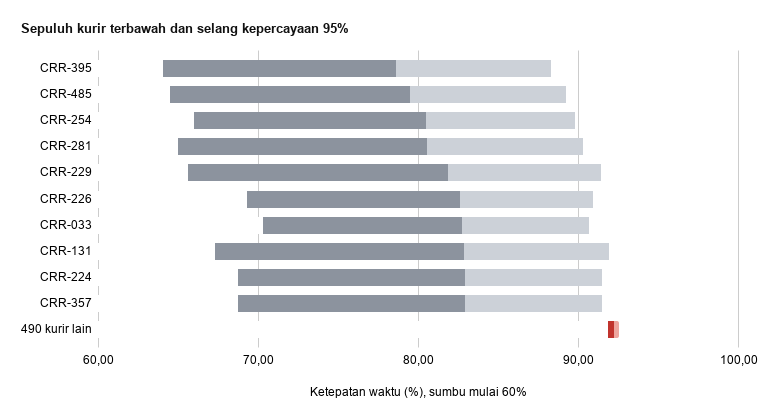 Sepuluh kurir terbawah dan selang kepercayaan 95%
CRR-395
CRR-485
CRR-254
CRR-281
CRR-229
CRR-226
CRR-033
CRR-131
CRR-224
CRR-357
490 kurir lain
60,00 70,00 80,00 90,00 100,00
Ketepatan waktu (%), sumbu mulai 60%